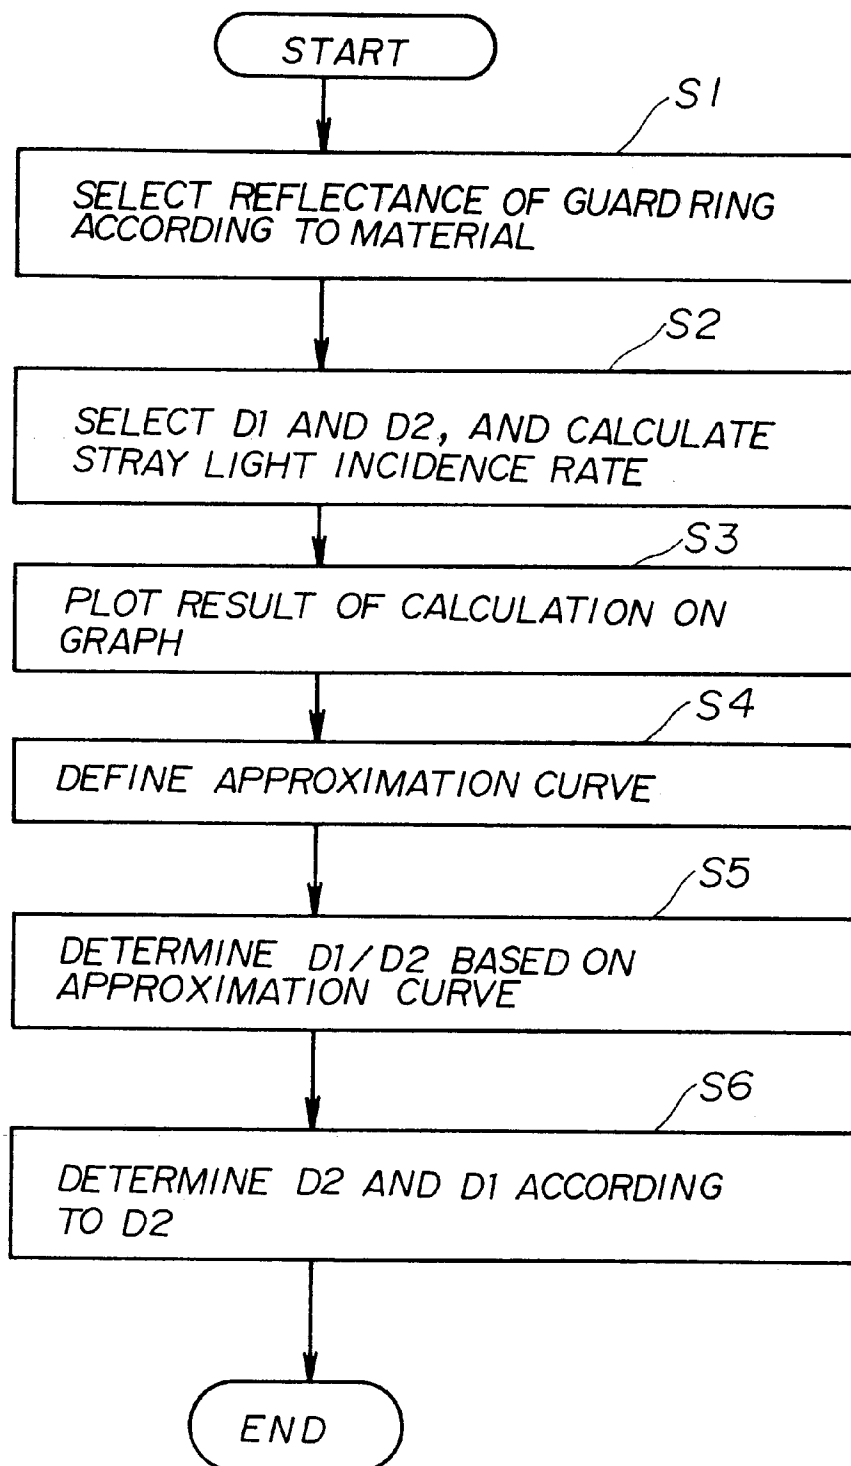 START
S1
SELECT REFLECTANCE OF GUARD RING
ACCORDING TO MATERIAL
S2
SELECT D1 AND D2, AND CALCULATE
STRAY LIGHT INCIDENCE RATE
S3
PLOT RESULT OF CALCULATION ON
GRAPH
S4
DEFINE APPROXIMATION CURVE
S5
DETERMINE D1/D2 BASED ON
APPROXIMATION CURVE
S6
DETERMINE D2 AND D1 ACCORDING
TO D2
END